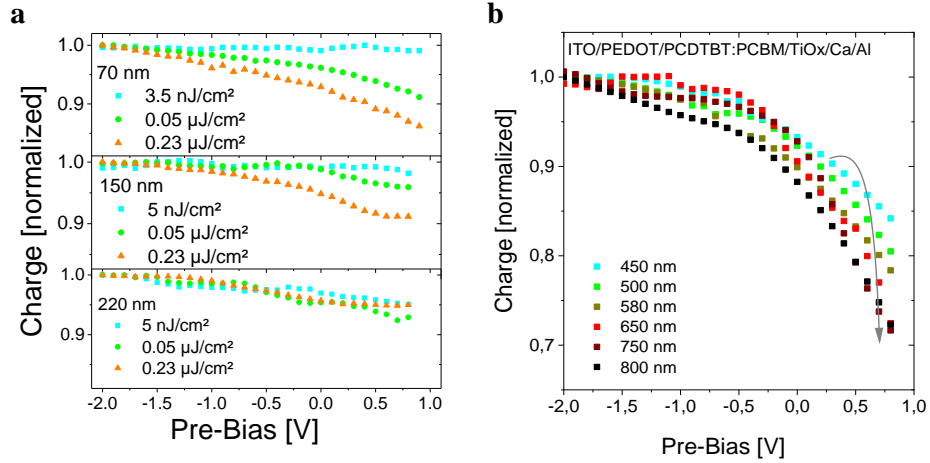 a
Charge [normalized]
1.0
0.9
70 nm
3.5 nJ/cm²
0.05 µJ/cm²
0.23 µJ/cm²
1.0
0.9
150 nm
5 nJ/cm²
0.05 µJ/cm²
0.23 µJ/cm²
1.0
0.9
220 nm
5 nJ/cm²
0.05 µJ/cm²
0.23 µJ/cm²
-2.0 -1.5 -1.0 -0.5 0.0 0.5 1.0
Pre-Bias [V]
b
ITO/PEDOT/PCDTBT:PCBM/TiOx/Ca/Al
Charge [normalized]
1,0
0,9
0,8
0,7
450 nm
500 nm
580 nm
650 nm
750 nm
800 nm
-2,0 -1,5 -1,0 -0,5 0,0 0,5 1,0
Pre-Bias [V]